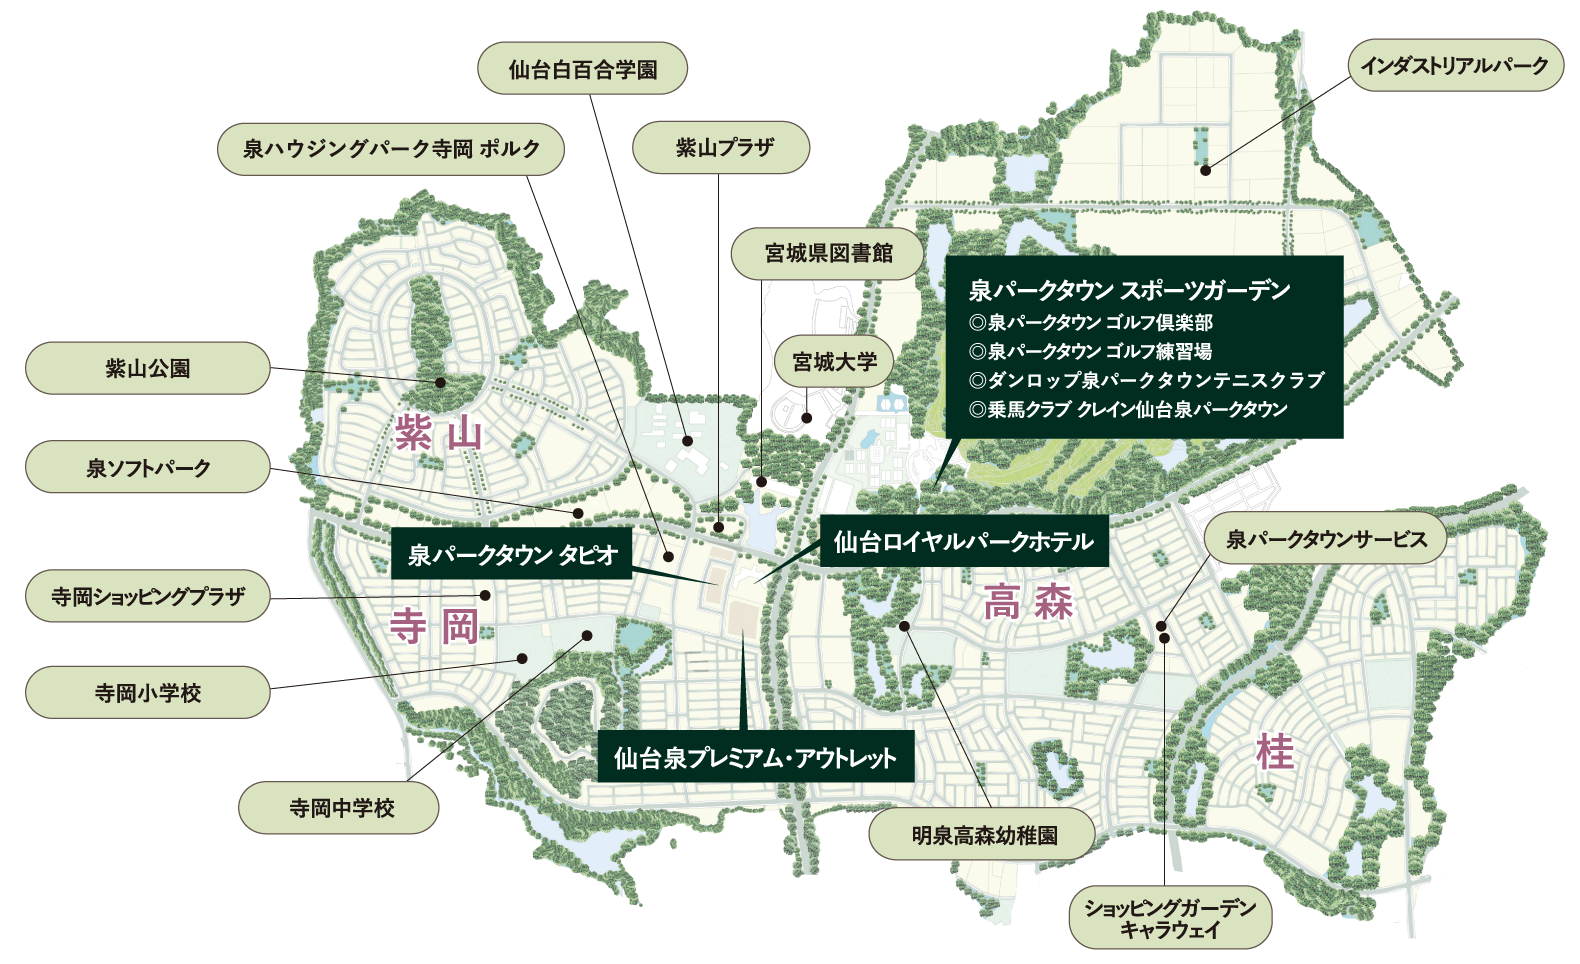 仙台白百合学園
インダストリアルパーク
泉ハウジングパーク寺岡 ポルク
紫山プラザ
宮城県図書館
泉パークタウン スポーツガーデン
◎泉パークタウン ゴルフ倶楽部
◎泉パークタウン ゴルフ練習場
◎ダンロップ泉パークタウンテニスクラブ
◎乗馬クラブ クレイン仙台泉パークタウン
宮城大学
紫山公園
紫山
泉ソフトパーク
泉パークタウン タピオ
仙台ロイヤルパークホテル
泉パークタウンサービス
寺岡ショッピングプラザ
寺岡
高森
寺岡小学校
仙台泉プレミアム・アウトレット
桂
寺岡中学校
明泉高森幼稚園
ショッピングガーデン
キャラウェイ